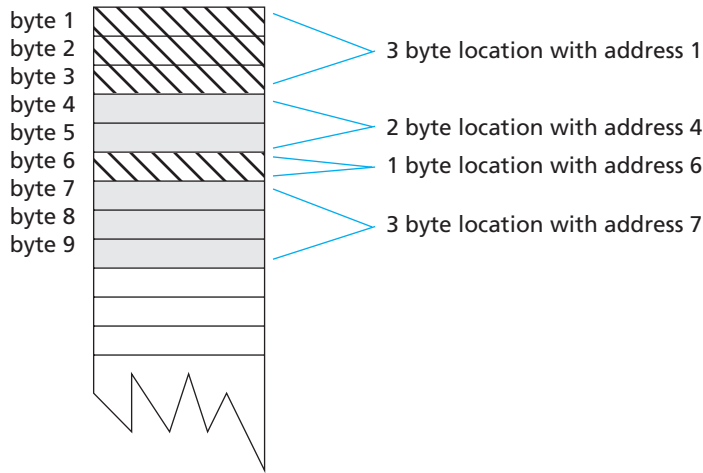 byte 1
byte 2
byte 3
byte 4
byte 5
byte 6
byte 7
byte 8
byte 9
3 byte location with address 1
2 byte location with address 4
1 byte location with address 6
3 byte location with address 7